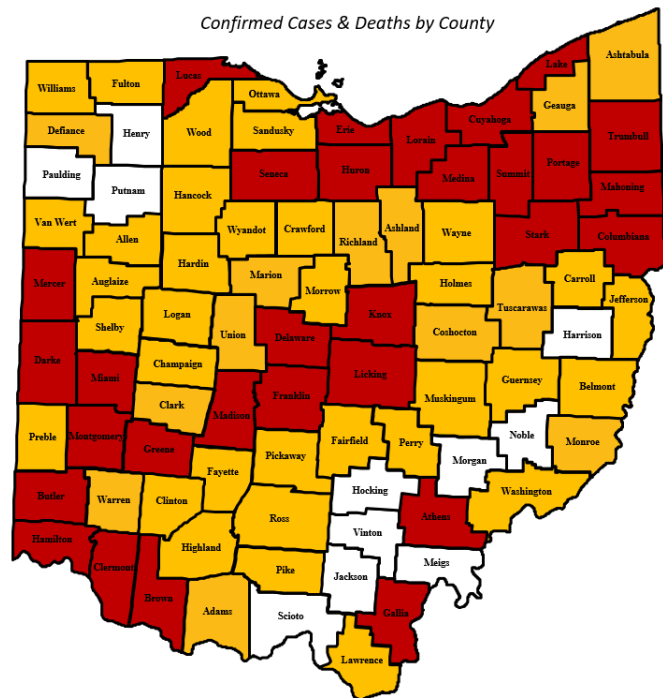 Confirmed Cases & Deaths by County
Ashtabula
Lake
Lucas
Fulton
Williams
Ottawa
Geauga
Cuyahoga
Henry
Wood
Defiance
Sandusky
Erie
Lorain
Trumbull
Paulding
Putnam
Seneca
Huron
Medina
Summit
Portage
Mahoning
Hancock
Van Wert
Allen
Wyandot
Crawford
Richland
Ashland
Wayne
Stark
Columbiana
Hardin
Mercer
Auglaize
Marion
Morrow
Holmes
Carroll
Jefferson
Tuscarawas
Logan
Shelby
Union
Knox
Delaware
Coshocton
Harrison
Darke
Miami
Champaign
Licking
Franklin
Guernsey
Belmont
Clark
Madison
Muskingum
Preble
Montgomery
Greene
Fairfield
Perry
Noble
Monroe
Pickaway
Morgan
Fayette
Butler
Warren
Clinton
Hocking
Washington
Ross
Athens
Hamilton
Vinton
Highland
Clermont
Pike
Meigs
Jackson
Brown
Adams
Scioto
Gallia
Lawrence